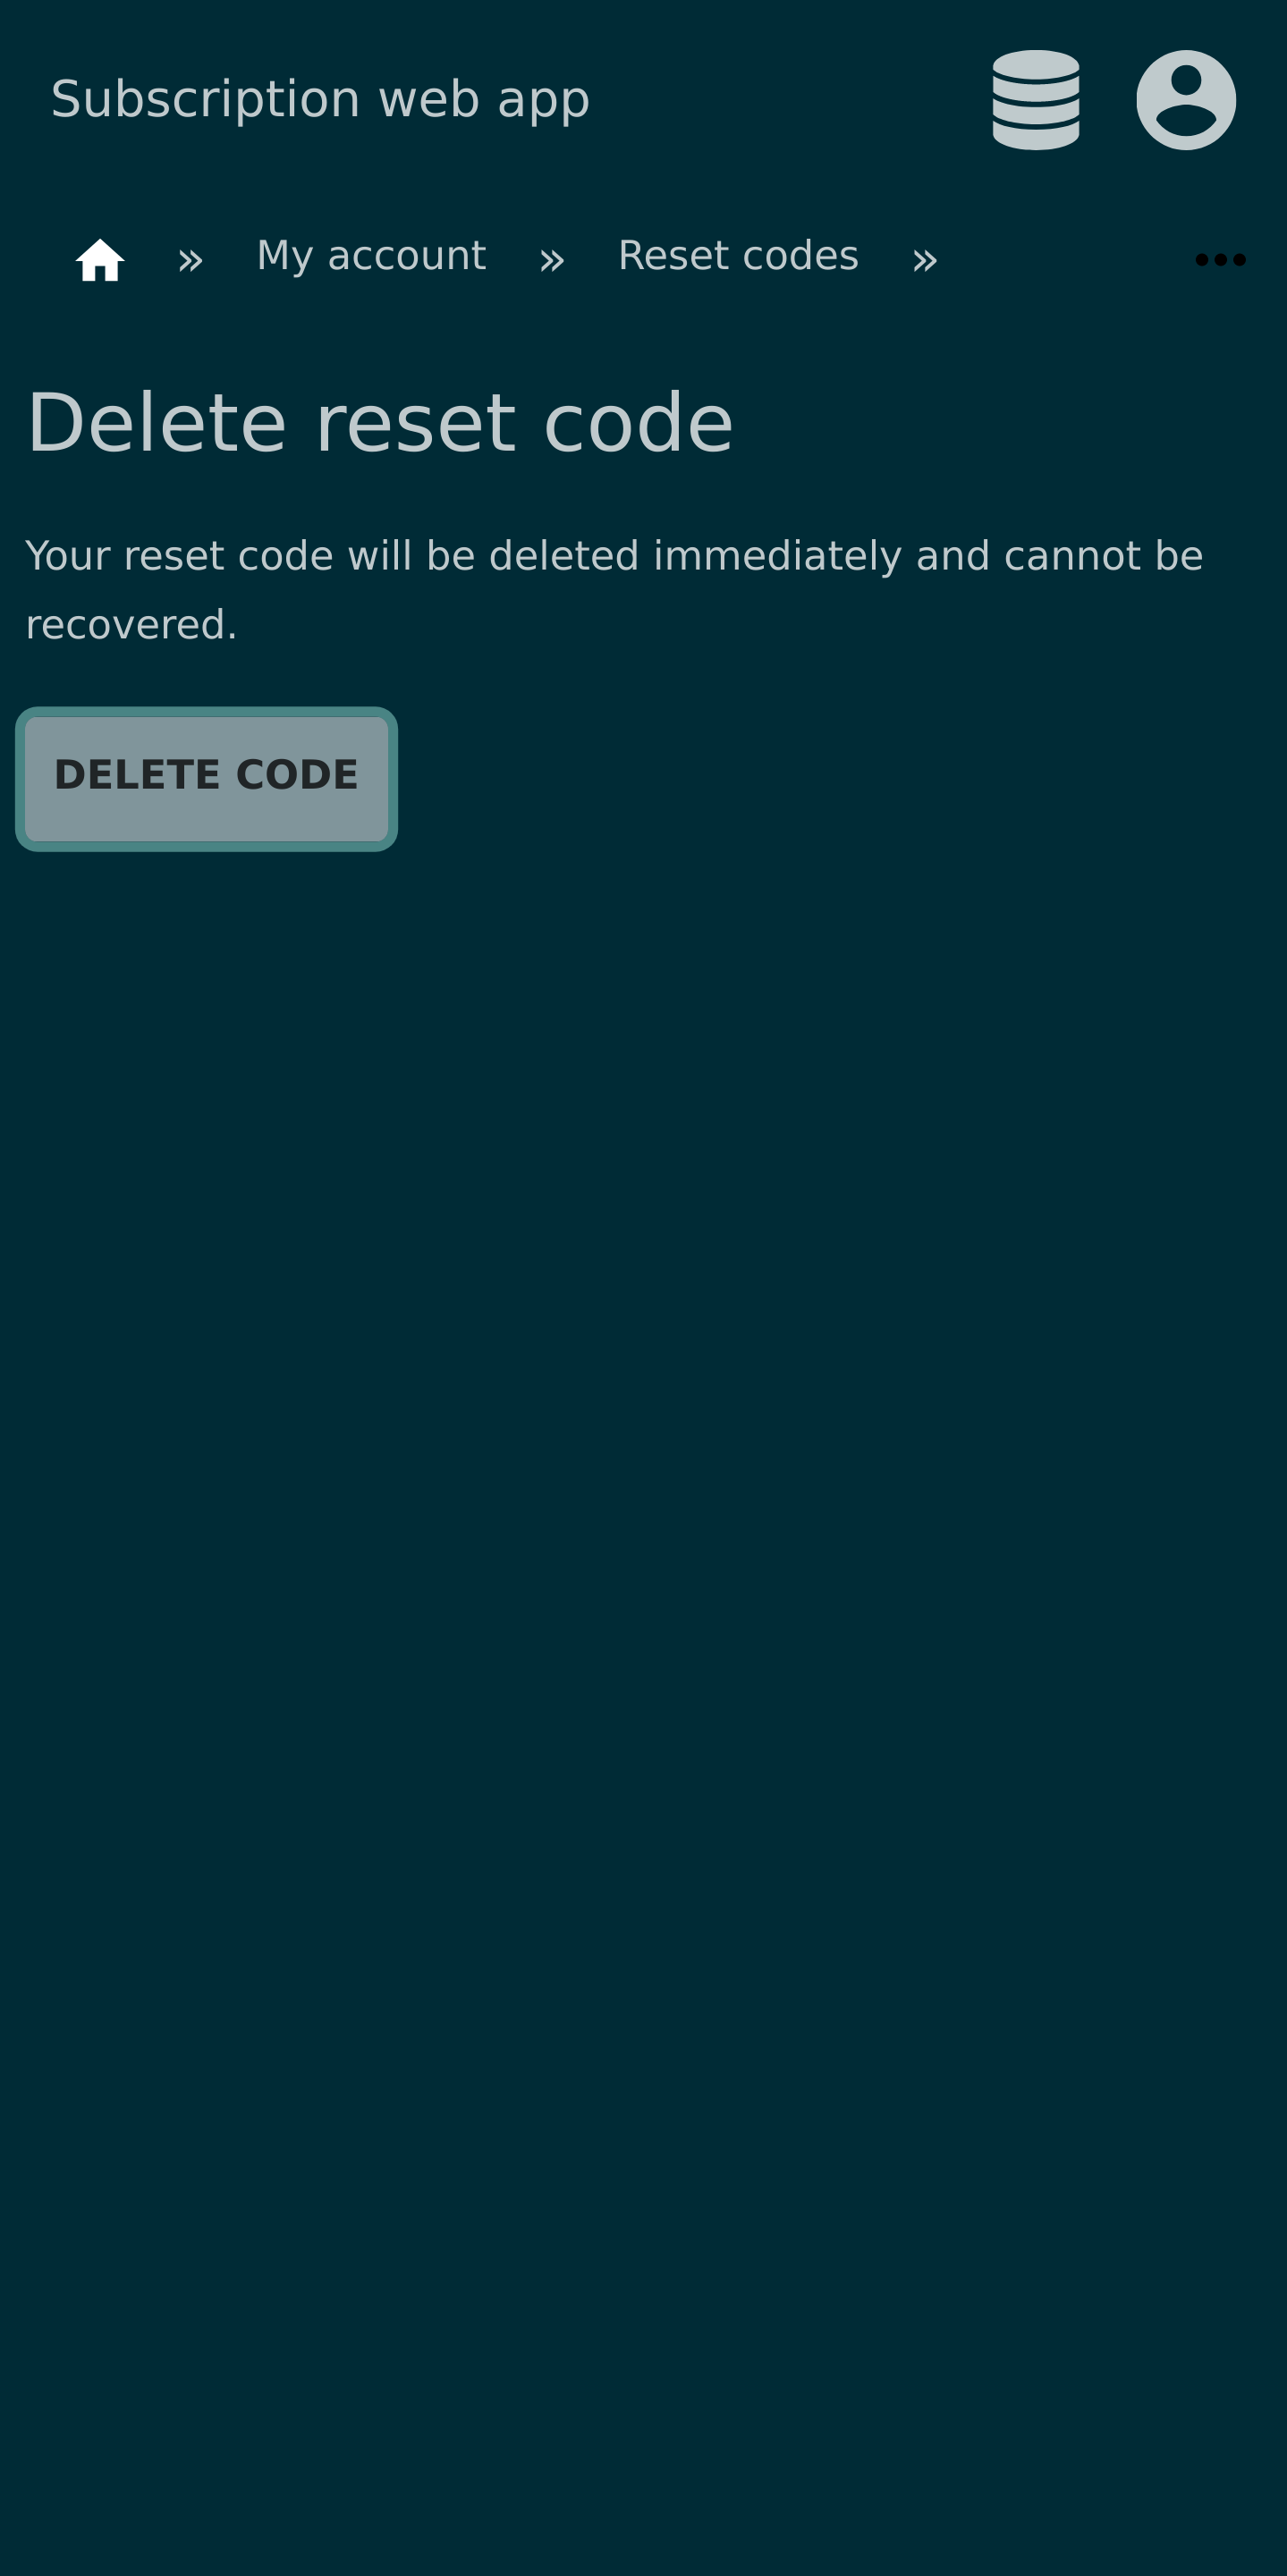 Subscription web app
» My account » Reset codes »
Delete reset code
Your reset code will be deleted immediately and cannot be
recovered.
DELETE CODE